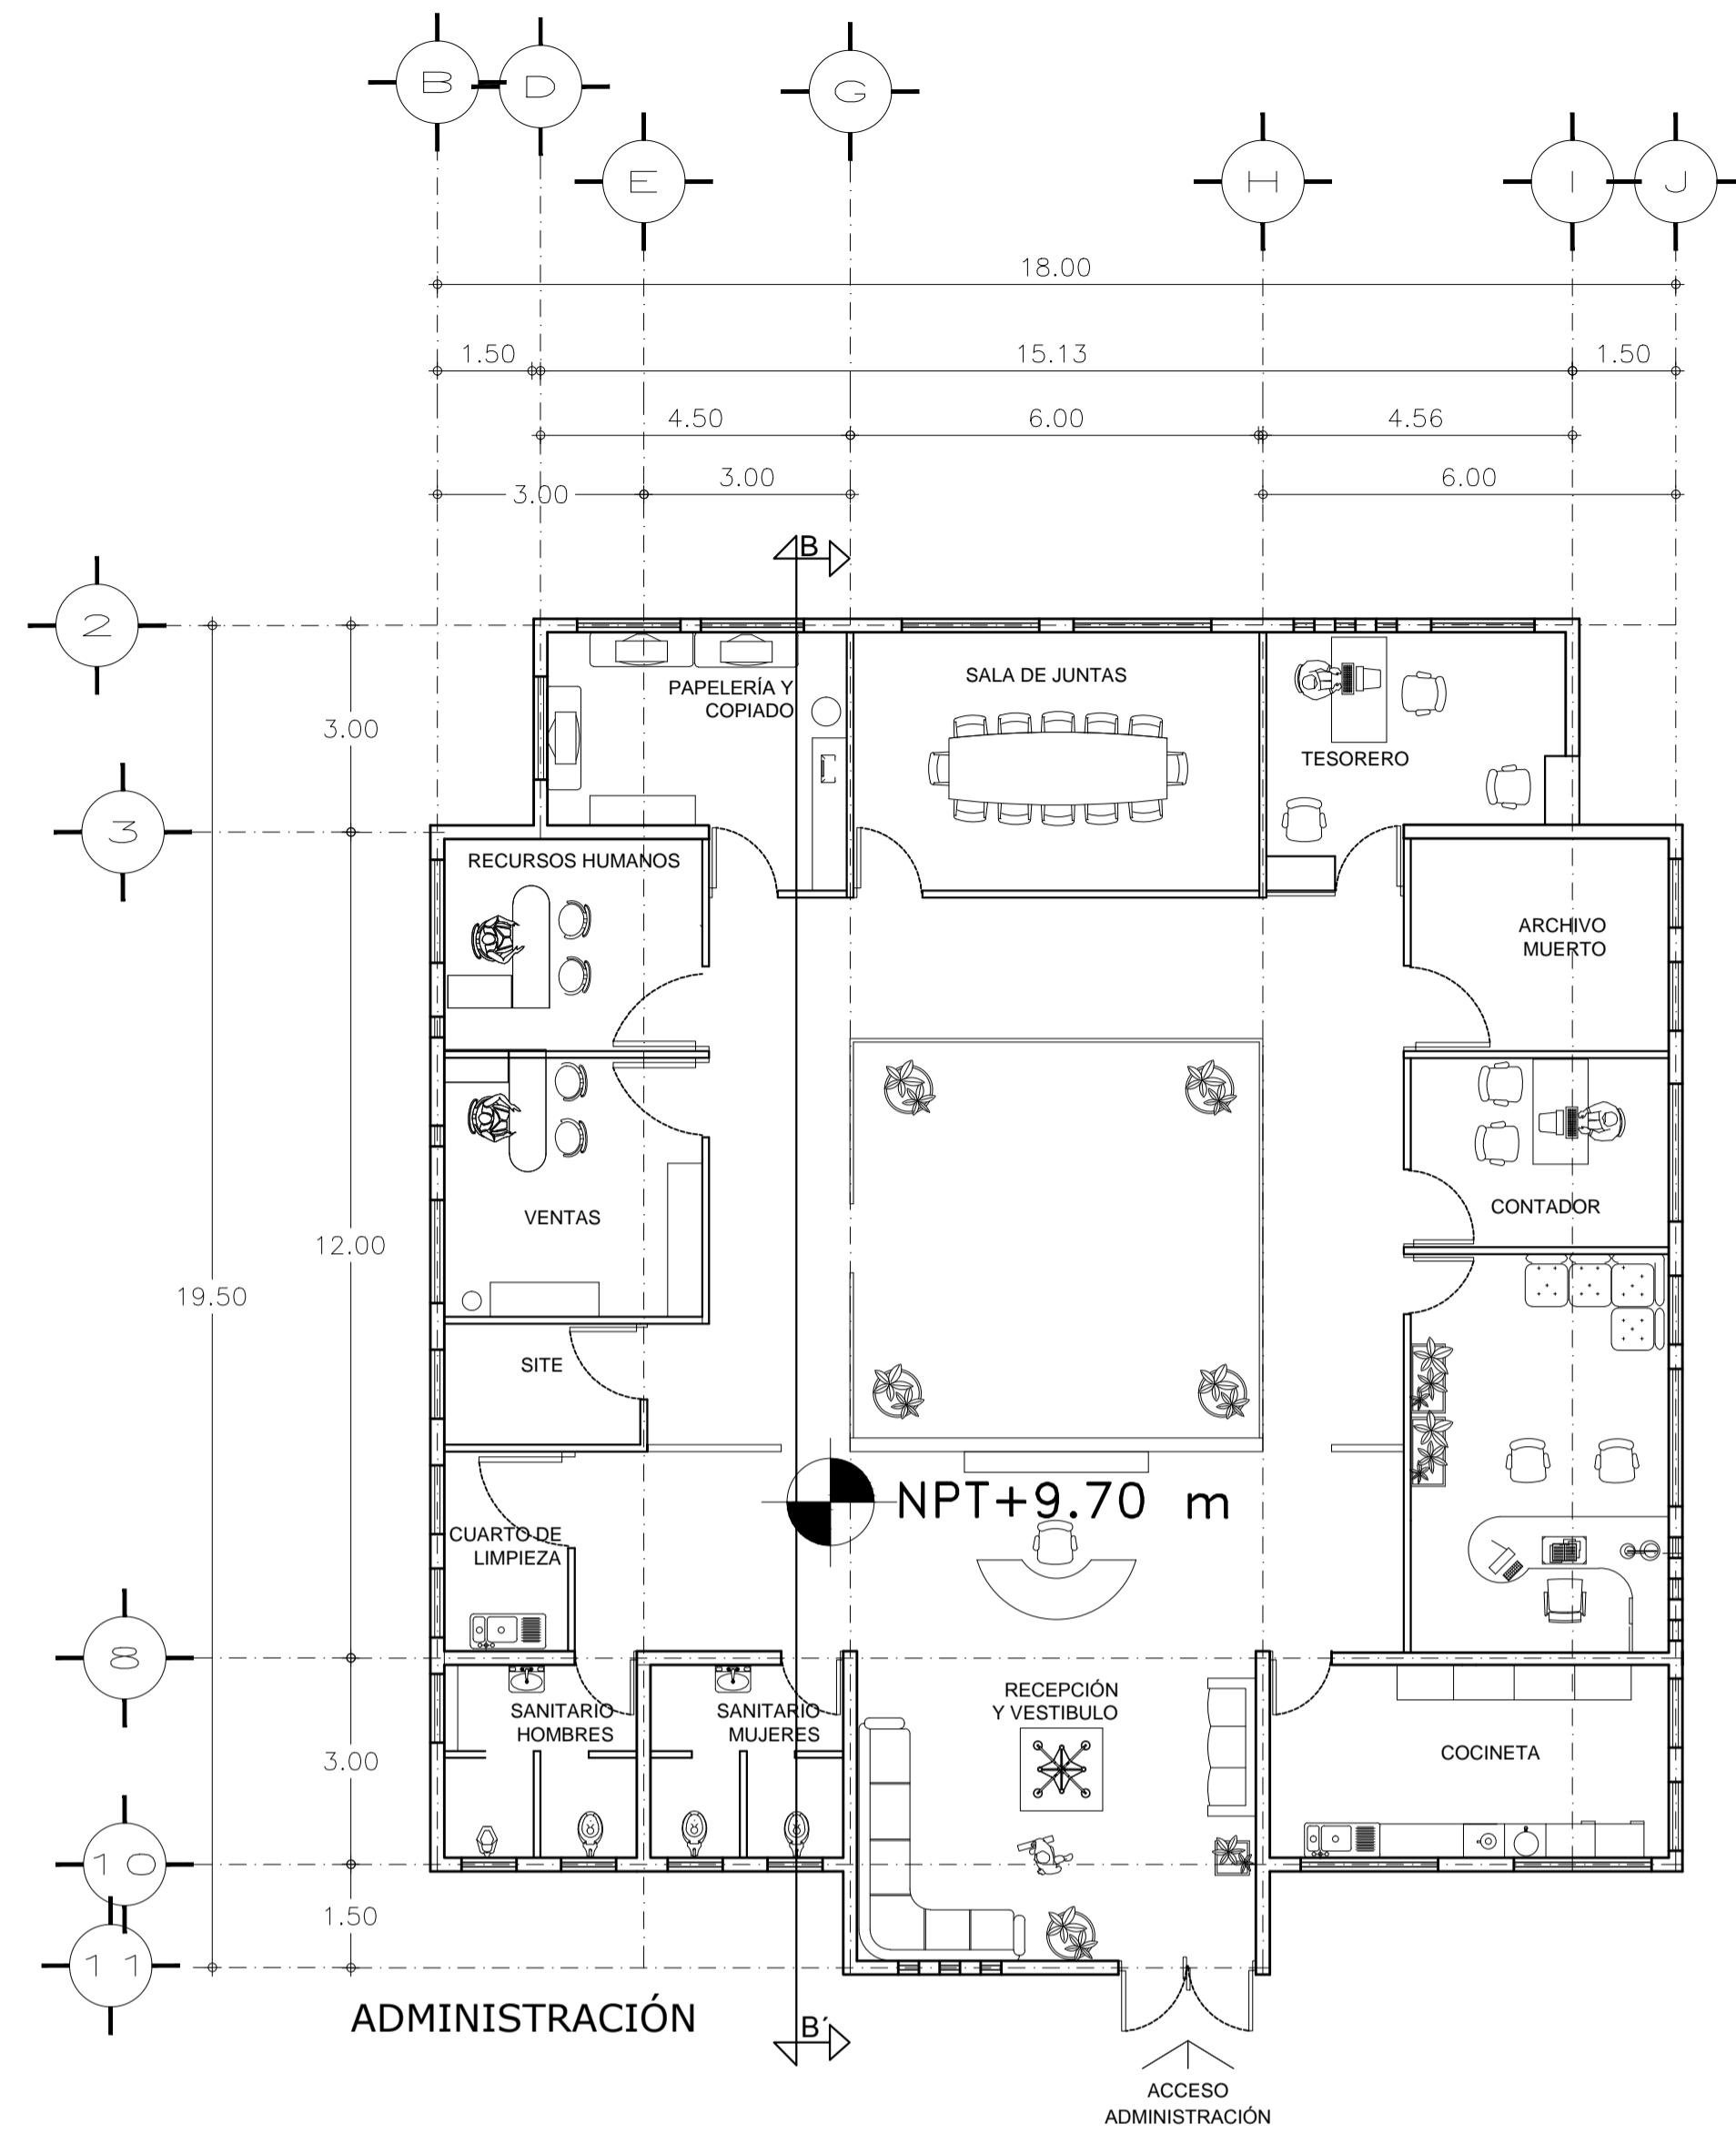 B
D
G
E
H
I
J
18.00
1.50
15.13
1.50
4.50
6.00
4.56
3.00
3.00
6.00
B
2
3
8
10
11
3.00
12.00
19.50
3.00
1.50
PAPELERÍA Y
COPIADO
SALA DE JUNTAS
TESORERO
RECURSOS HUMANOS
ARCHIVO
MUERTO
VENTAS
CONTADOR
SITE
NPT+9.70 m
CUARTO DE
LIMPIEZA
SANITARIO
HOMBRES
SANITARIO
MUJERES
RECEPCIÓN
Y VESTIBULO
COCINETA
ADMINISTRACIÓN
B´
ACCESO
ADMINISTRACIÓN